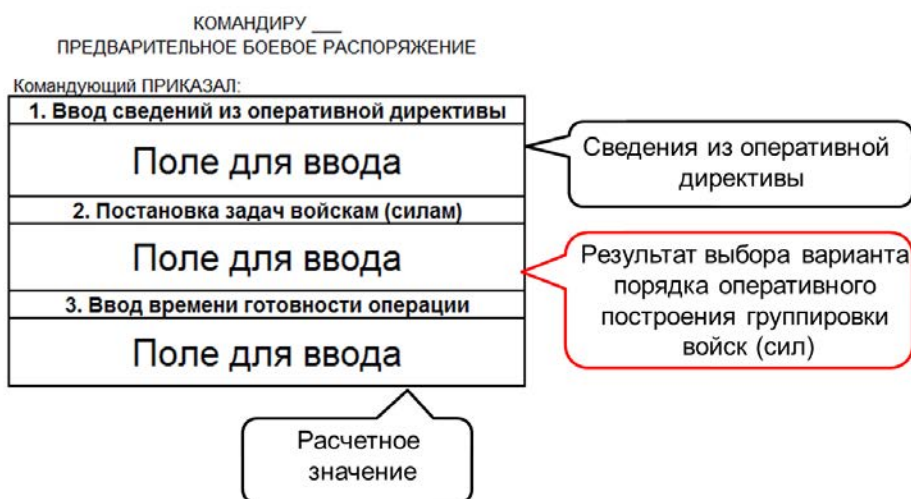 КОМАНДИРУ ___
ПРЕДВАРИТЕЛЬНОЕ БОЕВОЕ РАСПОРЯЖЕНИЕ
Командующий ПРИКАЗАЛ:
1. Ввод сведений из оперативной директивы
Поле для ввода
2. Постановка задач войскам (силам)
Поле для ввода
3. Ввод времени готовности операции
Поле для ввода
Сведения из оперативной
директивы
Результат выбора варианта
порядка оперативного
построения группировки
войск (сил)
Расчетное
значение